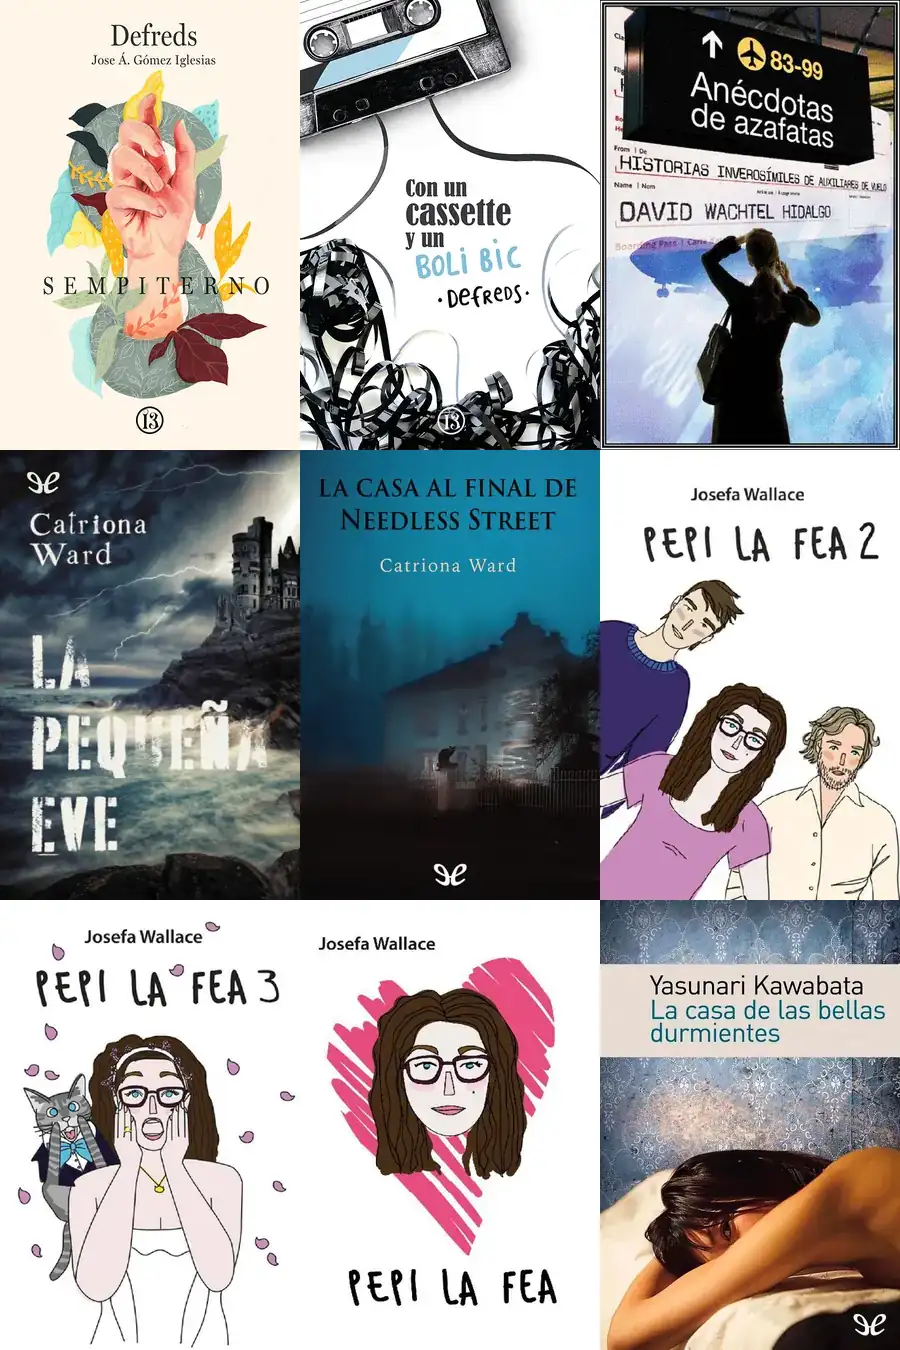 Defreds
Jose Á. Gómez Iglesias
SEMPITERNO
13
Con un
cassette
y un
BOLI BIC
·DeFReDS·
13
83-99
Anécdotas
de azafatas
From | De
HISTORIAS INVEROSÍMILES DE AUXILIARES DE VUELO
Name | Nom
DAVID WACHTEL HIDALGO
Boarding Pass | Carte
Catriona
Ward
LA
PEQUEÑA
EVE
LA CASA AL FINAL DE
NEEDLESS STREET
Catriona Ward
Josefa Wallace
PEPI LA FEA 2
Josefa Wallace
PEPI LA FEA 3
Josefa Wallace
PEPI LA FEA
Yasunari Kawabata
La casa de las bellas
durmientes